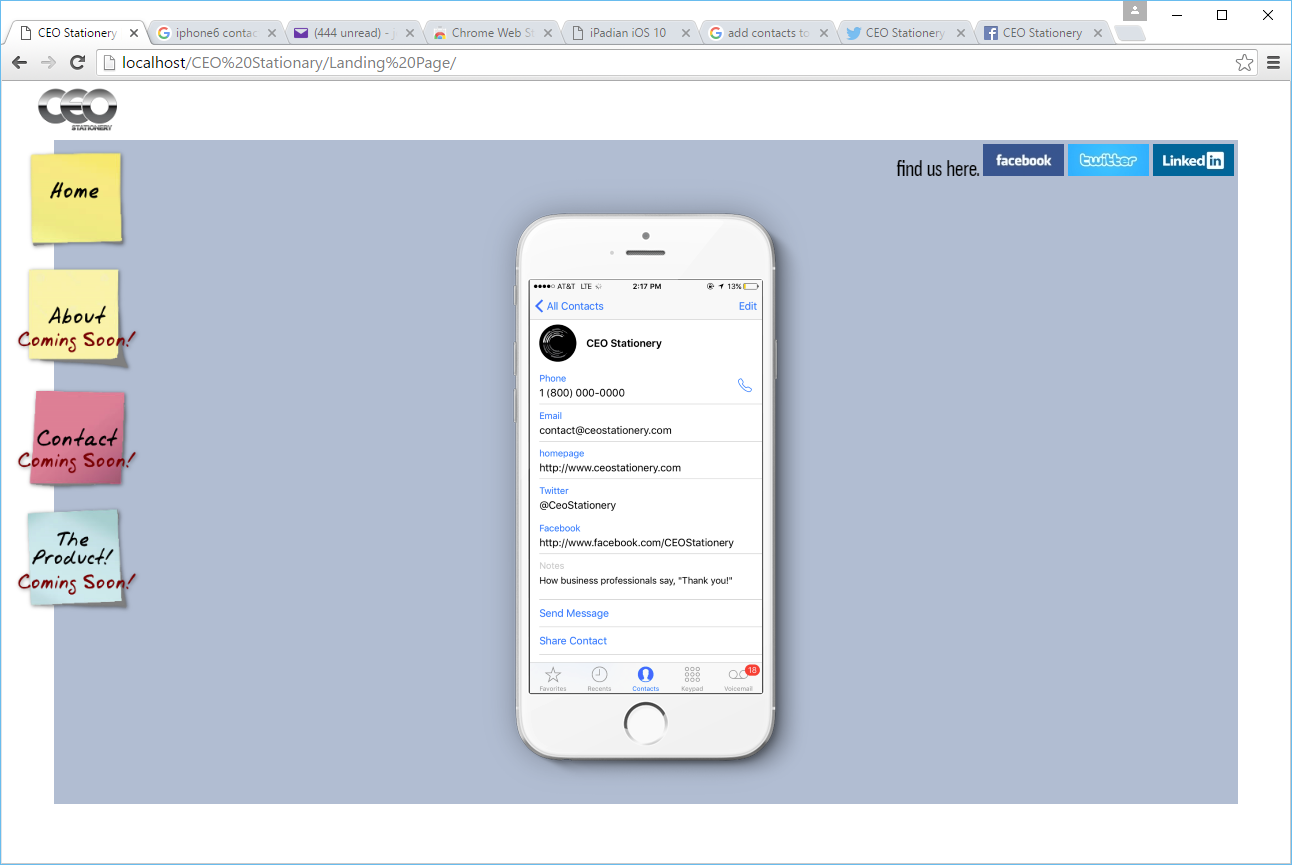 CEO Stationery
iphone6 contac
(444 unread) - j
Chrome Web St
iPadian iOS 10
add contacts to
CEO Stationery
CEO Stationery
localhost/CEO%20Stationary/Landing%20Page/
CEO
STATIONERY
find us here.
facebook
twitter
Linked in
Home
About
Coming Soon!
Contact
Coming Soon!
The
Product!
Coming Soon!
AT&T LTE 2:17 PM 13%
All Contacts Edit
CEO Stationery
Phone
1 (800) 000-0000
Email
contact@ceostationery.com
homepage
http://www.ceostationery.com
Twitter
@CeoStationery
Facebook
http://www.facebook.com/CEOStationery
Notes
How business professionals say, "Thank you!"
Send Message
Share Contact
18
Favorites Recents Contacts Keypad Voicemail